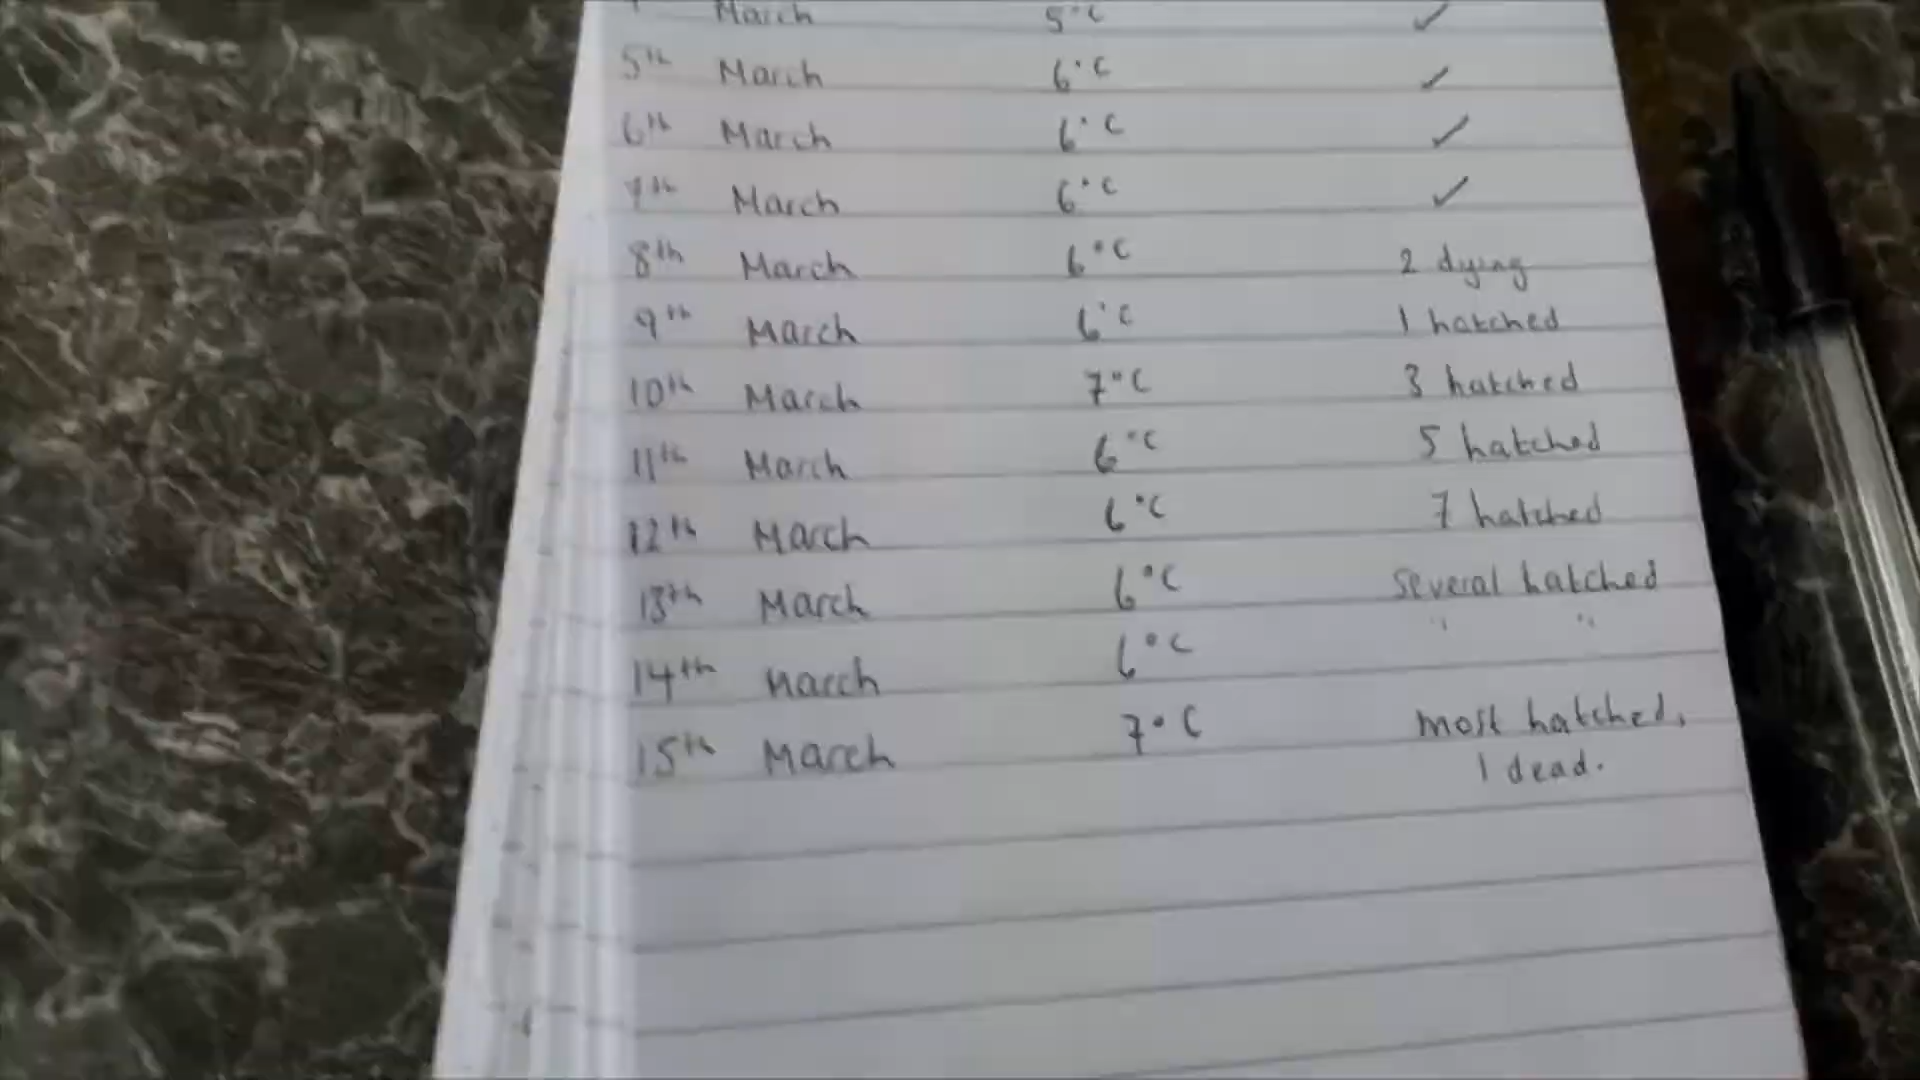 March 5°C ✓
5th March 6°C ✓
6th March 6°C ✓
7th March 6°C ✓
8th March 6°C 2 dying
9th March 6°C 1 hatched
10th March 7°C 3 hatched
11th March 6°C 5 hatched
12th March 6°C 7 hatched
13th March 6°C several hatched
14th March 6°C " "
15th March 7°C most hatched,
1 dead.